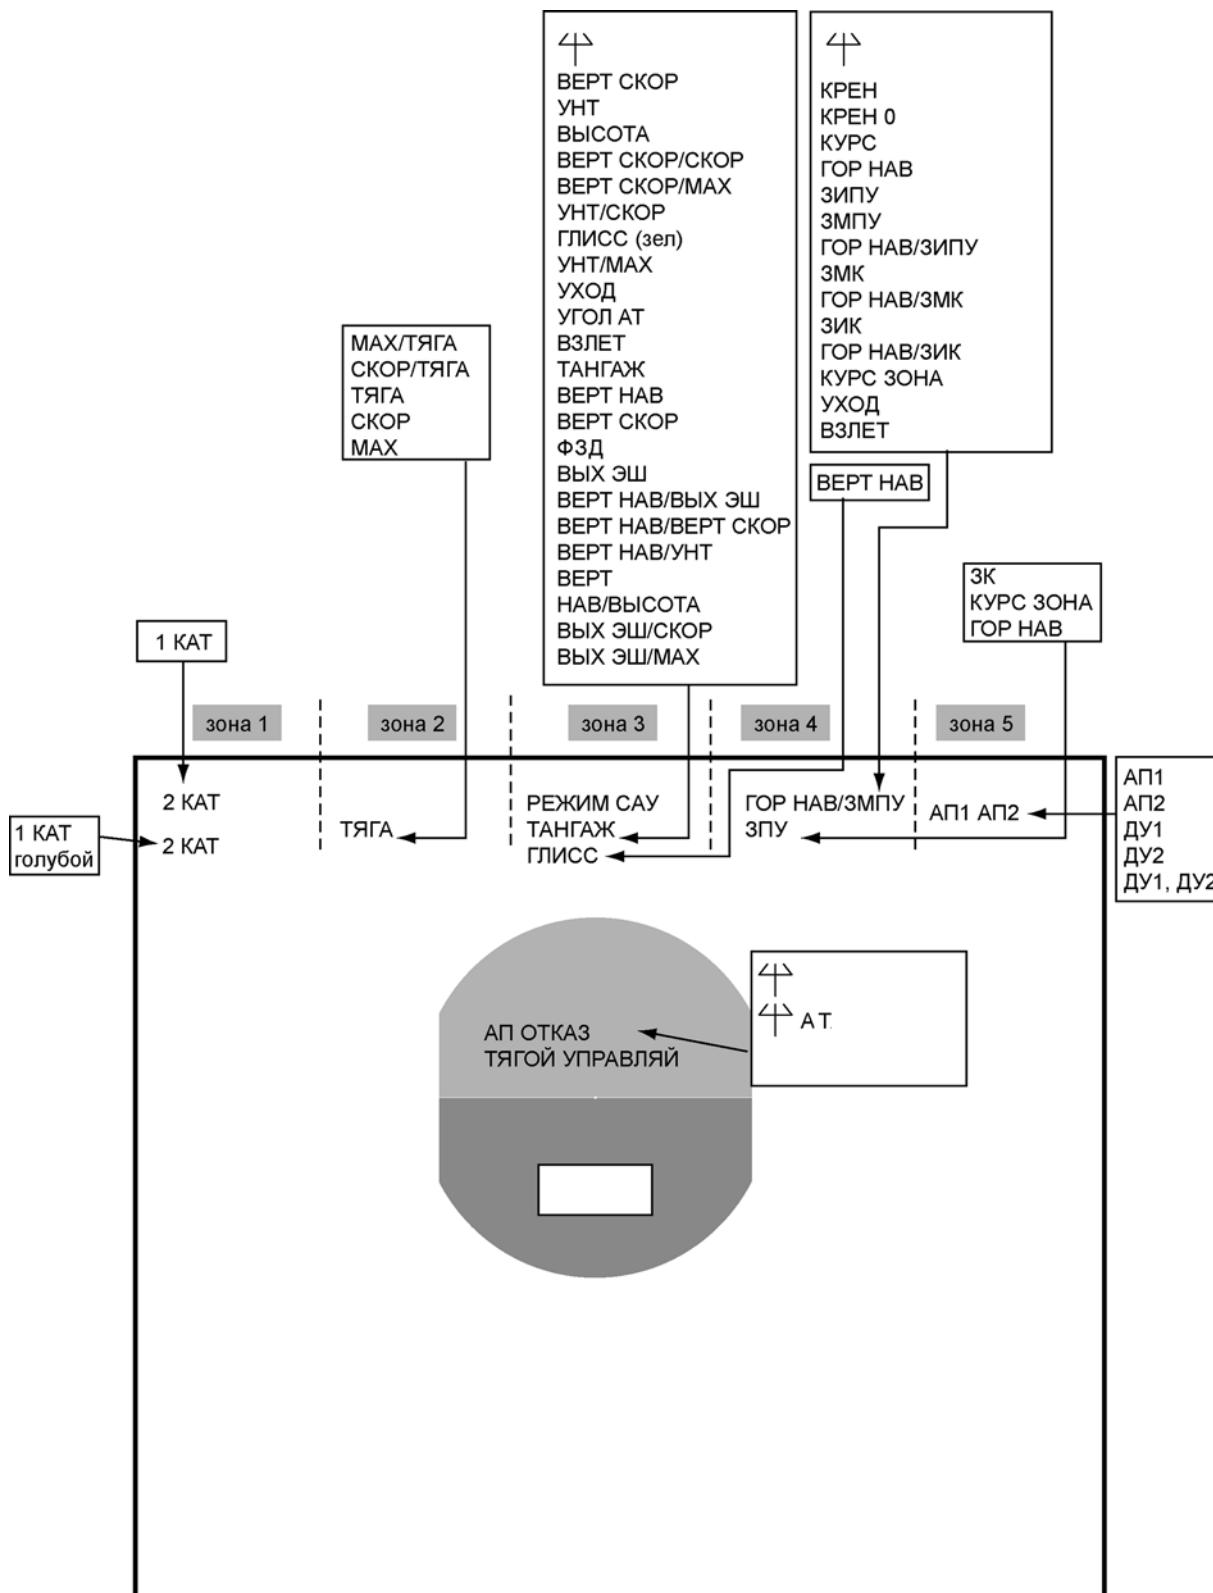 ВЕРТ СКОР
УНТ
ВЫСОТА
ВЕРТ СКОР/СКОР
ВЕРТ СКОР/МАХ
УНТ/СКОР
ГЛИСС (зел)
УНТ/МАХ
УХОД
УГОЛ АТ
ВЗЛЕТ
ТАНГАЖ
ВЕРТ НАВ
ВЕРТ СКОР
ФЗД
ВЫХ ЭШ
ВЕРТ НАВ/ВЫХ ЭШ
ВЕРТ НАВ/ВЕРТ СКОР
ВЕРТ НАВ/УНТ
ВЕРТ
НАВ/ВЫСОТА
ВЫХ ЭШ/СКОР
ВЫХ ЭШ/МАХ
КРЕН
КРЕН 0
КУРС
ГОР НАВ
ЗИПУ
ЗМПУ
ГОР НАВ/ЗИПУ
ЗМК
ГОР НАВ/ЗМК
ЗИК
ГОР НАВ/ЗИК
КУРС ЗОНА
УХОД
ВЗЛЕТ
МАХ/ТЯГА
СКОР/ТЯГА
ТЯГА
СКОР
МАХ
ВЕРТ НАВ
ЗК
КУРС ЗОНА
ГОР НАВ
1 КАТ
зона 1
зона 2
зона 3
зона 4
зона 5
2 КАТ
2 КАТ
1 КАТ
голубой
ТЯГА
РЕЖИМ САУ
ТАНГАЖ
ГЛИСС
ГОР НАВ/ЗМПУ
ЗПУ
АП1 АП2
АП1
АП2
ДУ1
ДУ2
ДУ1, ДУ2
АП ОТКАЗ
ТЯГОЙ УПРАВЛЯЙ
А Т